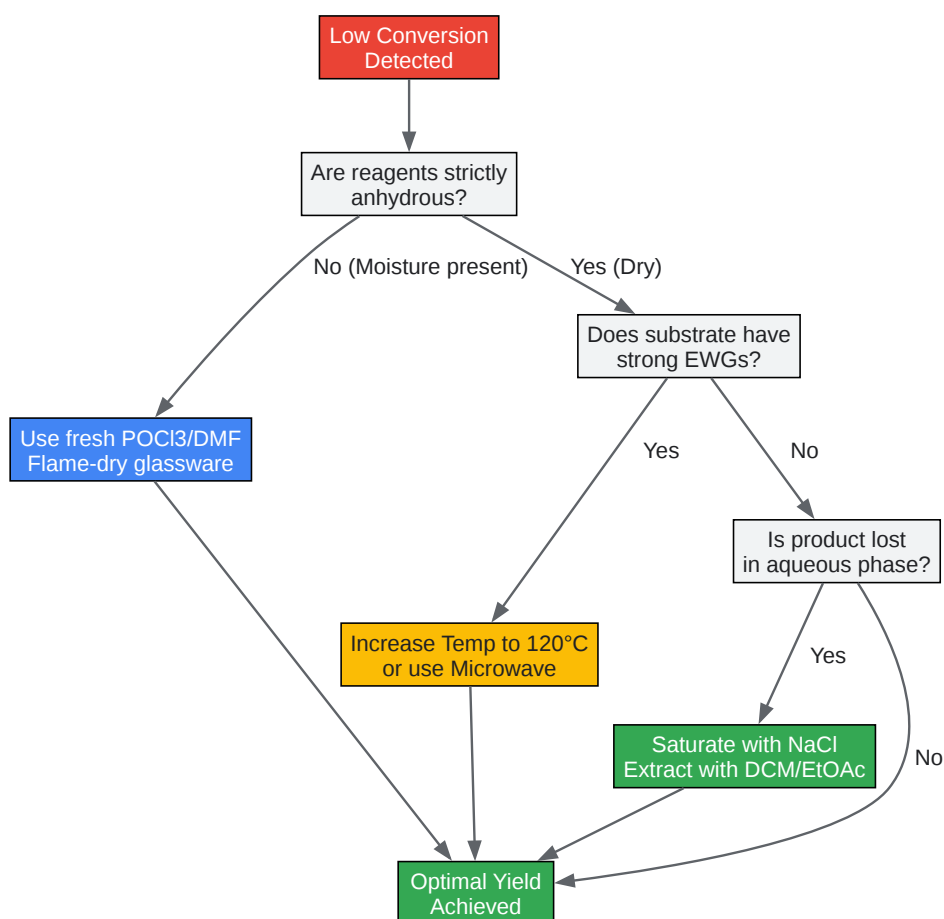 Low Conversion
Detected
Are reagents strictly
anhydrous?
No (Moisture present)
Yes (Dry)
Does substrate have
strong EWGs?
Use fresh POCl3/DMF
Flame-dry glassware
Yes
No
Is product lost
in aqueous phase?
Increase Temp to 120°C
or use Microwave
Yes
Saturate with NaCl
Extract with DCM/EtOAc
No
Optimal Yield
Achieved